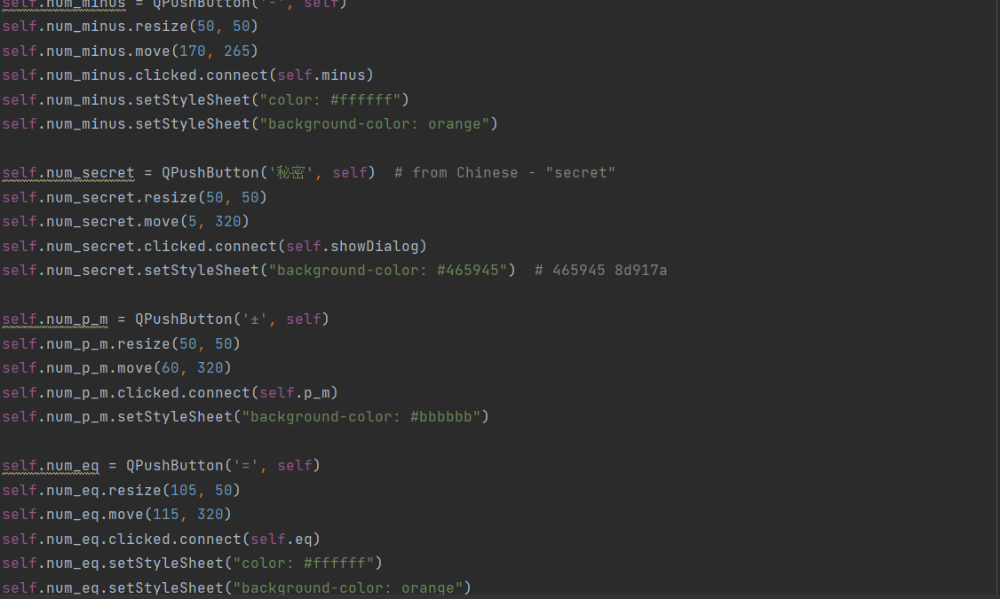 self.num_minus = QPushButton('-', self)
self.num_minus.resize(50, 50)
self.num_minus.move(170, 265)
self.num_minus.clicked.connect(self.minus)
self.num_minus.setStyleSheet("color: #ffffff")
self.num_minus.setStyleSheet("background-color: orange")
self.num_secret = QPushButton('秘密', self)  # from Chinese - "secret"
self.num_secret.resize(50, 50)
self.num_secret.move(5, 320)
self.num_secret.clicked.connect(self.showDialog)
self.num_secret.setStyleSheet("background-color: #465945")  # 465945 8d917a
self.num_p_m = QPushButton('±', self)
self.num_p_m.resize(50, 50)
self.num_p_m.move(60, 320)
self.num_p_m.clicked.connect(self.p_m)
self.num_p_m.setStyleSheet("background-color: #bbbbbb")
self.num_eq = QPushButton('=', self)
self.num_eq.resize(105, 50)
self.num_eq.move(115, 320)
self.num_eq.clicked.connect(self.eq)
self.num_eq.setStyleSheet("color: #ffffff")
self.num_eq.setStyleSheet("background-color: orange")